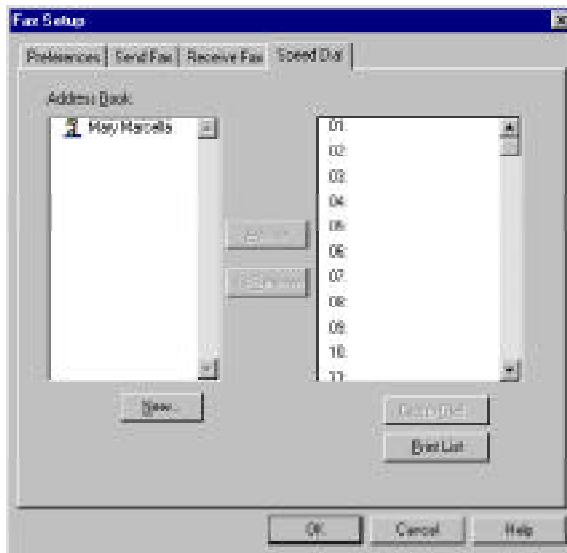 Fax Setup
Preferences Send Fax Receive Fax Speed Dial
Address Book:
Mary Marcella
01:
02:
03:
04:
05:
06:
07:
08:
09:
10:
11:
New...
Print List
OK Cancel Help